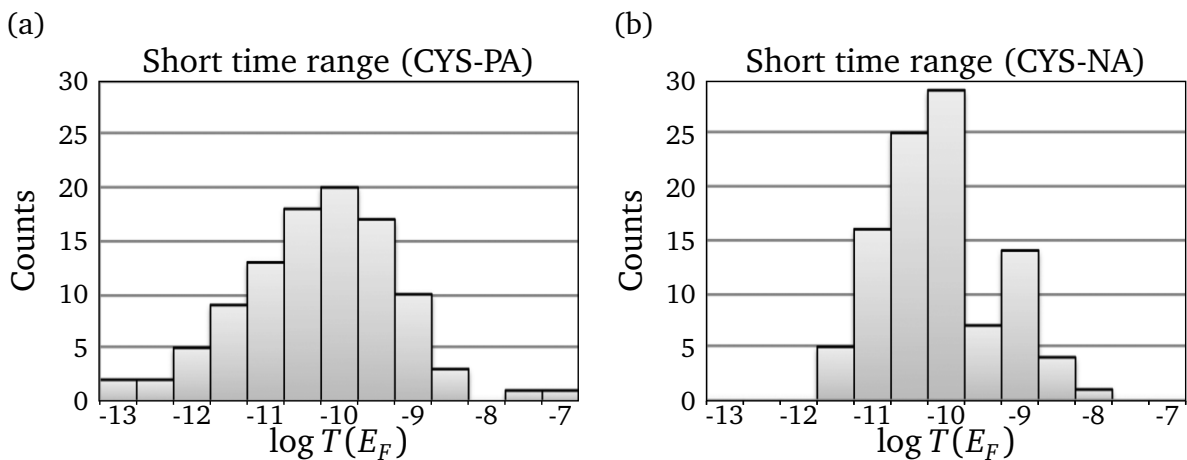 (a)
Short time range (CYS-PA)
30
25
20
15
10
5
0
Counts
-13 -12 -11 -10 -9 -8 -7
log T(E_F)
(b)
Short time range (CYS-NA)
30
25
20
15
10
5
0
Counts
-13 -12 -11 -10 -9 -8 -7
log T(E_F)